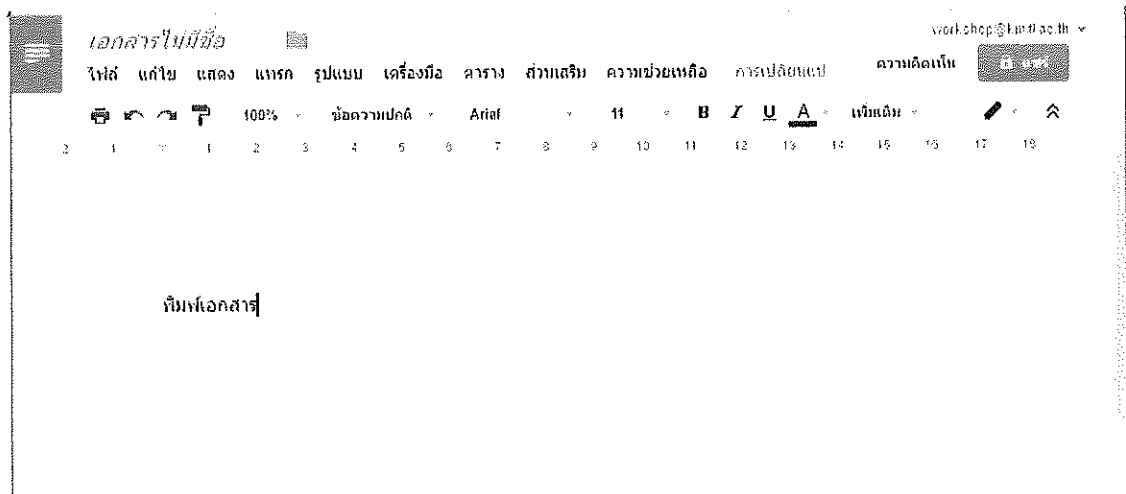 เอกสารไม่มีชื่อ
workshop@kmitl.ac.th
ไฟล์ แก้ไข แสดง แทรก รูปแบบ เครื่องมือ ตาราง ส่วนเสริม ความช่วยเหลือ การเปลี่ยนแป ความคิดเห็น แชร์
100% ข้อความปกติ Arial 11 B I U A เพิ่มเติม
2 1 1 2 3 4 5 6 7 8 9 10 11 12 13 14 15 16 17 18
พิมพ์เอกสาร